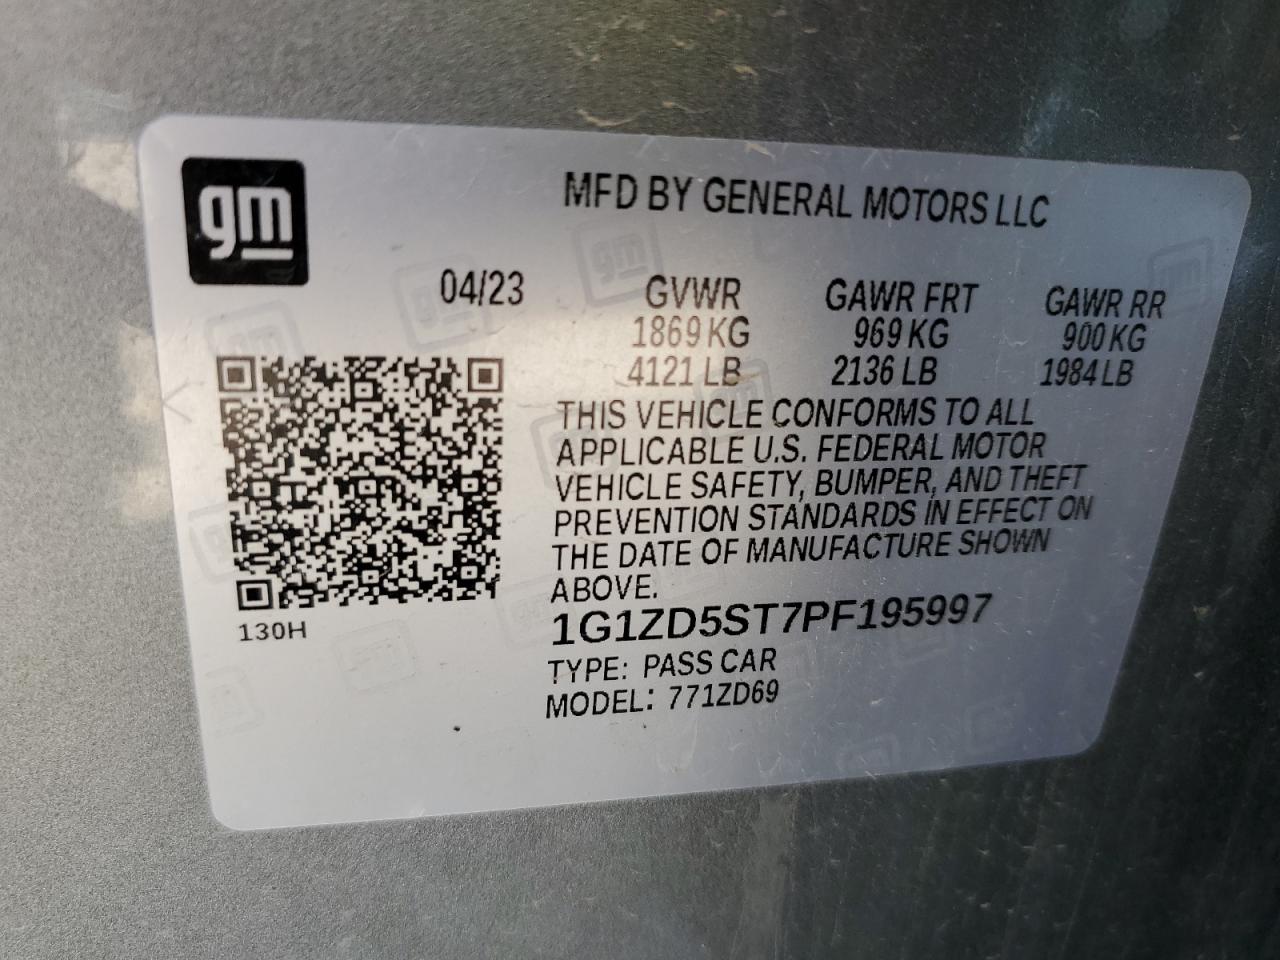 gm
MFD BY GENERAL MOTORS LLC
04/23 GVWR GAWR FRT GAWR RR
1869 KG 969 KG 900 KG
4121 LB 2136 LB 1984 LB
THIS VEHICLE CONFORMS TO ALL
APPLICABLE U.S. FEDERAL MOTOR
VEHICLE SAFETY, BUMPER, AND THEFT
PREVENTION STANDARDS IN EFFECT ON
THE DATE OF MANUFACTURE SHOWN
ABOVE.
130H
1G1ZD5ST7PF195997
TYPE: PASS CAR
MODEL: 771ZD69